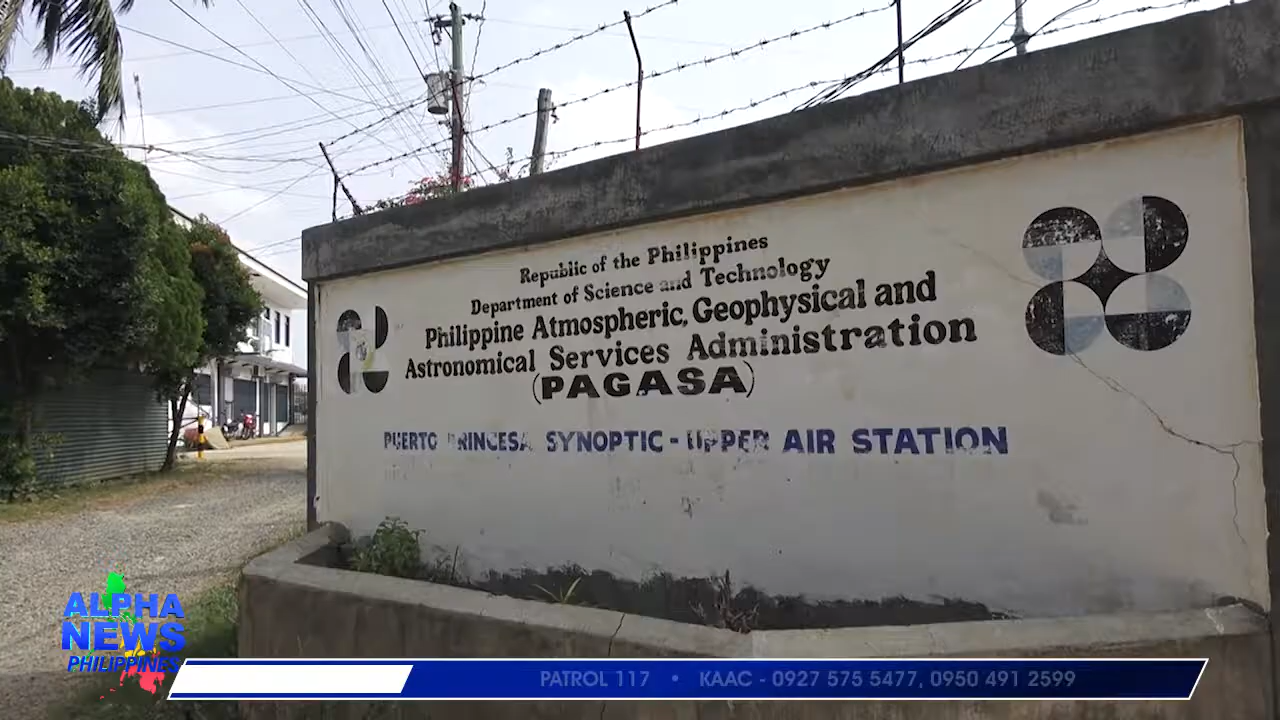 Republic of the Philippines
Department of Science and Technology
Philippine Atmospheric, Geophysical and
Astronomical Services Administration
(PAGASA)
PUERTO PRINCESA SYNOPTIC - UPPER AIR STATION
ALPHA
NEWS
PHILIPPINES
PATROL 117 • KAAC - 0927 575 5477, 0950 491 2599